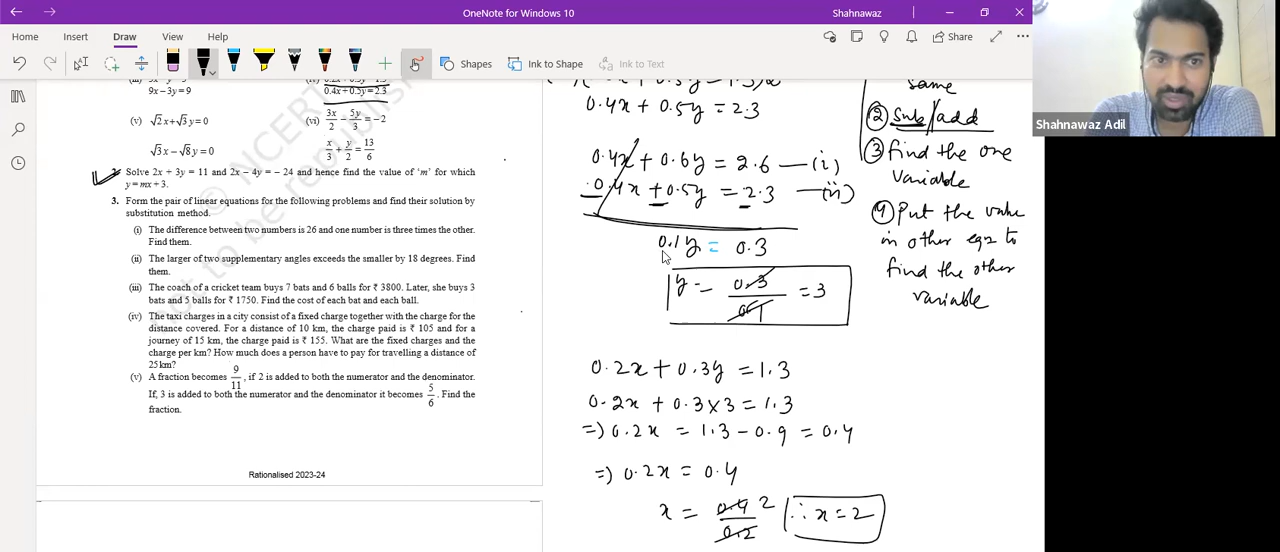 OneNote for Windows 10
Shahnawaz
Home Insert Draw View Help
Share
Shapes Ink to Shape Ink to Text
9x – 3y = 9
0.4x + 0.5y = 2.3
(v) √2 x + √3 y = 0
(vi) 3x/2 – 5y/3 = –2
√3 x – √8 y = 0
x/3 + y/2 = 13/6
Solve 2x + 3y = 11 and 2x – 4y = – 24 and hence find the value of 'm' for which
y = mx + 3.
3. Form the pair of linear equations for the following problems and find their solution by
substitution method.
(i) The difference between two numbers is 26 and one number is three times the other.
Find them.
(ii) The larger of two supplementary angles exceeds the smaller by 18 degrees. Find
them.
(iii) The coach of a cricket team buys 7 bats and 6 balls for ₹ 3800. Later, she buys 3
bats and 5 balls for ₹ 1750. Find the cost of each bat and each ball.
(iv) The taxi charges in a city consist of a fixed charge together with the charge for the
distance covered. For a distance of 10 km, the charge paid is ₹ 105 and for a
journey of 15 km, the charge paid is ₹ 155. What are the fixed charges and the
charge per km? How much does a person have to pay for travelling a distance of
25 km?
(v) A fraction becomes 9/11, if 2 is added to both the numerator and the denominator.
If, 3 is added to both the numerator and the denominator it becomes 5/6. Find the
fraction.
© NCERT
not to be republished
Rationalised 2023-24
0.4x + 0.5y = 2.3
0.4x + 0.6y = 2.6 — (i)
0.4x + 0.5y = 2.3 — (ii)
0.1y = 0.3
y = 0.3/0.1 = 3
0.2x + 0.3y = 1.3
0.2x + 0.3 × 3 = 1.3
=) 0.2x = 1.3 – 0.9 = 0.4
=) 0.2x = 0.4
x = 0.4/0.2 2 ∴ x = 2
same
② Sub/add
③ find the one
variable
④ Put the value
in other eqn to
find the other
variable
Shahnawaz Adil